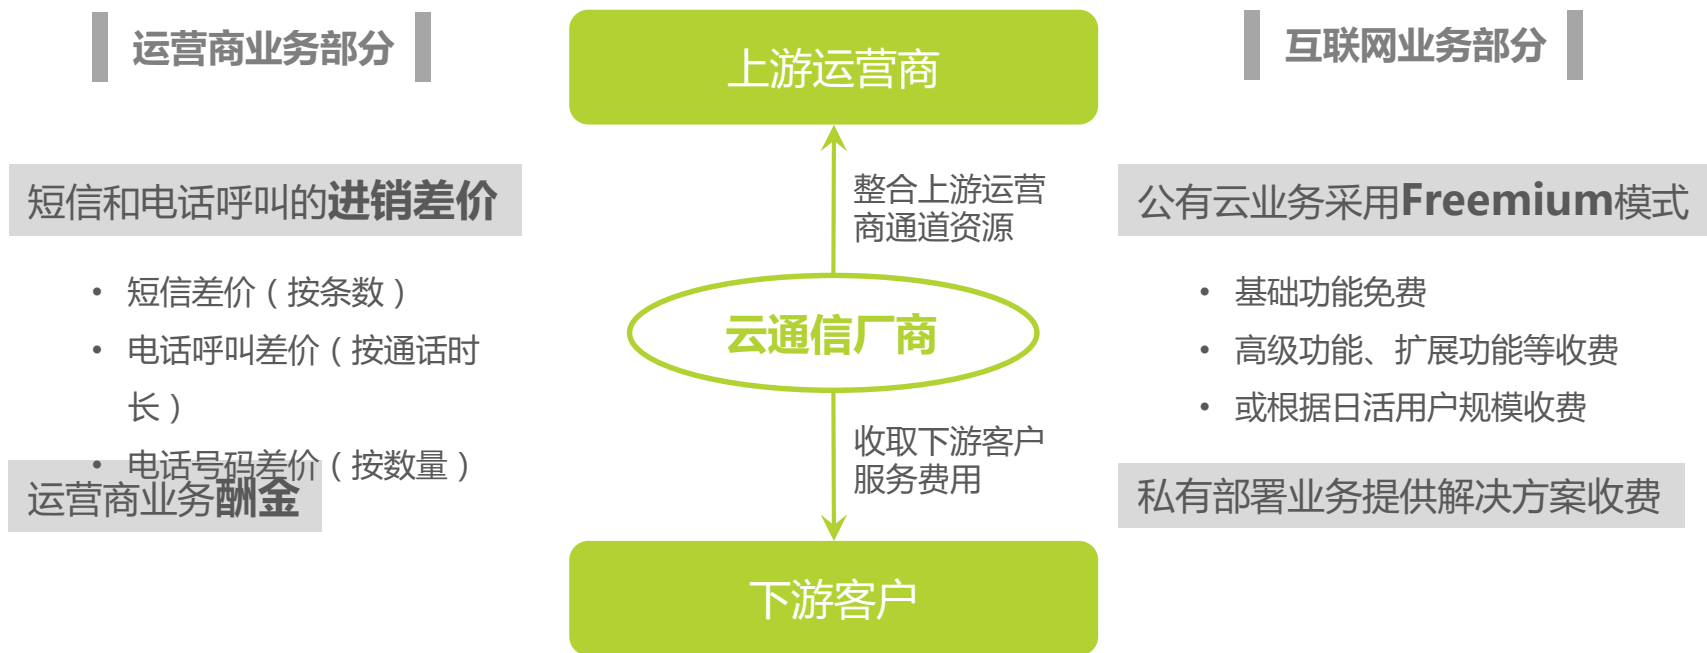 运营商业务部分
短信和电话呼叫的进销差价
• 短信差价（按条数）
• 电话呼叫差价（按通话时
长）
• 电话号码差价（按数量）
运营商业务酬金
上游运营商
整合上游运营
商通道资源
云通信厂商
收取下游客户
服务费用
下游客户
互联网业务部分
公有云业务采用Freemium模式
• 基础功能免费
• 高级功能、扩展功能等收费
• 或根据日活用户规模收费
私有部署业务提供解决方案收费